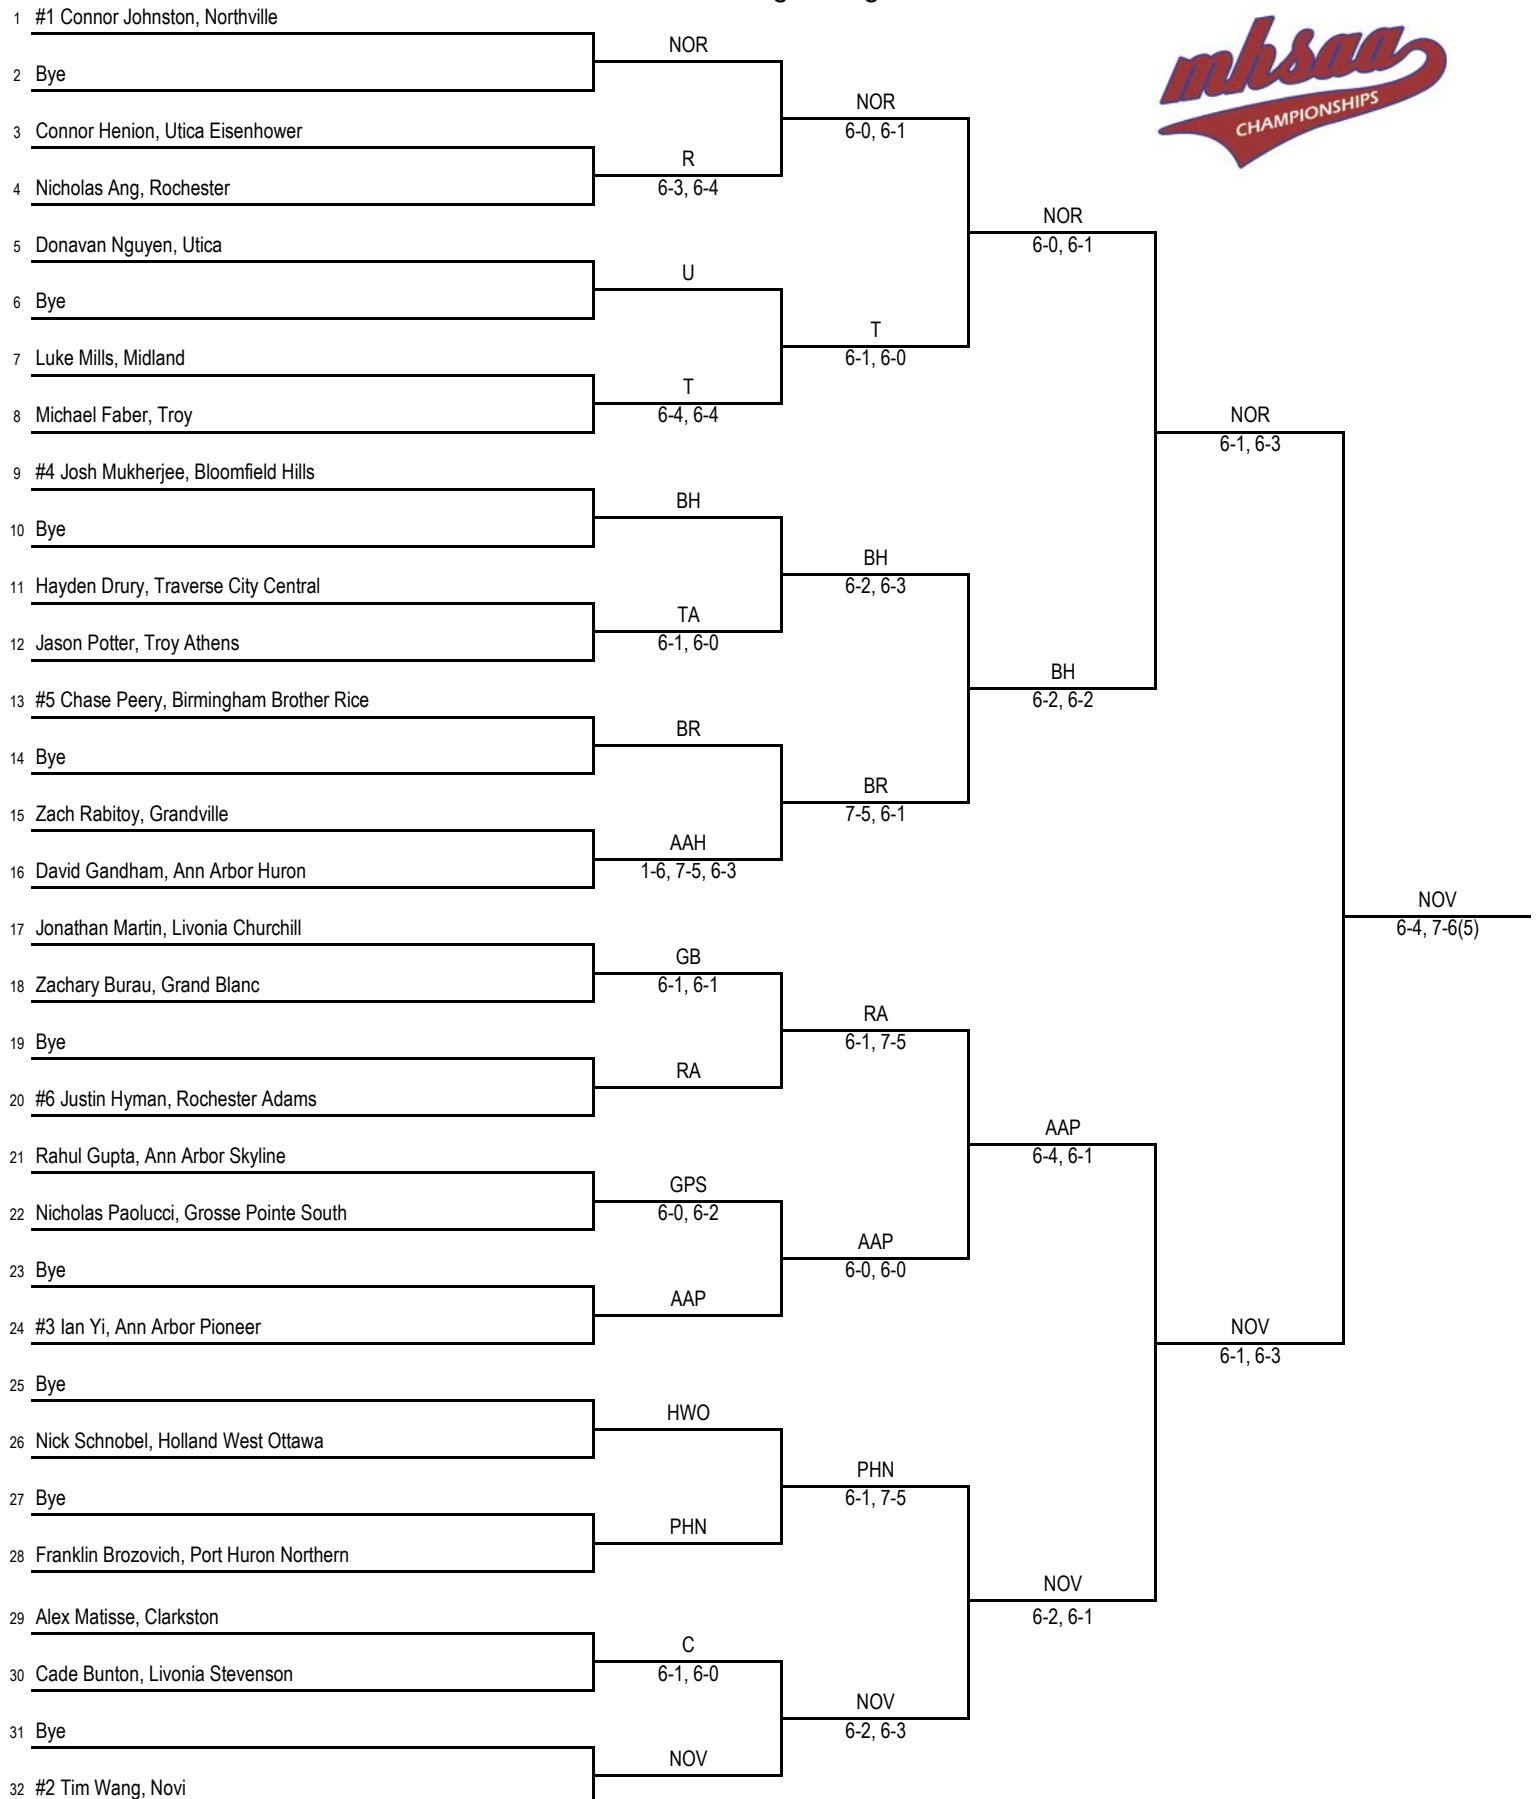 1 #1 Connor Johnston, Northville
2 Bye
3 Connor Henion, Utica Eisenhower
4 Nicholas Ang, Rochester
5 Donavan Nguyen, Utica
6 Bye
7 Luke Mills, Midland
8 Michael Faber, Troy
9 #4 Josh Mukherjee, Bloomfield Hills
10 Bye
11 Hayden Drury, Traverse City Central
12 Jason Potter, Troy Athens
13 #5 Chase Peery, Birmingham Brother Rice
14 Bye
15 Zach Rabitoy, Grandville
16 David Gandham, Ann Arbor Huron
17 Jonathan Martin, Livonia Churchill
18 Zachary Burau, Grand Blanc
19 Bye
20 #6 Justin Hyman, Rochester Adams
21 Rahul Gupta, Ann Arbor Skyline
22 Nicholas Paolucci, Grosse Pointe South
23 Bye
24 #3 Ian Yi, Ann Arbor Pioneer
25 Bye
26 Nick Schnobel, Holland West Ottawa
27 Bye
28 Franklin Brozovich, Port Huron Northern
29 Alex Matisse, Clarkston
30 Cade Bunton, Livonia Stevenson
31 Bye
32 #2 Tim Wang, Novi
NOR
R
6-3, 6-4
U
T
6-4, 6-4
BH
TA
6-1, 6-0
BR
AAH
1-6, 7-5, 6-3
GB
6-1, 6-1
RA
GPS
6-0, 6-2
AAP
HWO
PHN
C
6-1, 6-0
NOV
NOR
6-0, 6-1
T
6-1, 6-0
BH
6-2, 6-3
BR
7-5, 6-1
RA
6-1, 7-5
AAP
6-0, 6-0
PHN
6-1, 7-5
NOV
6-2, 6-3
NOR
6-0, 6-1
BH
6-2, 6-2
AAP
6-4, 6-1
NOV
6-2, 6-1
NOR
6-1, 6-3
NOV
6-1, 6-3
NOV
6-4, 7-6(5)
mhsaa
CHAMPIONSHIPS